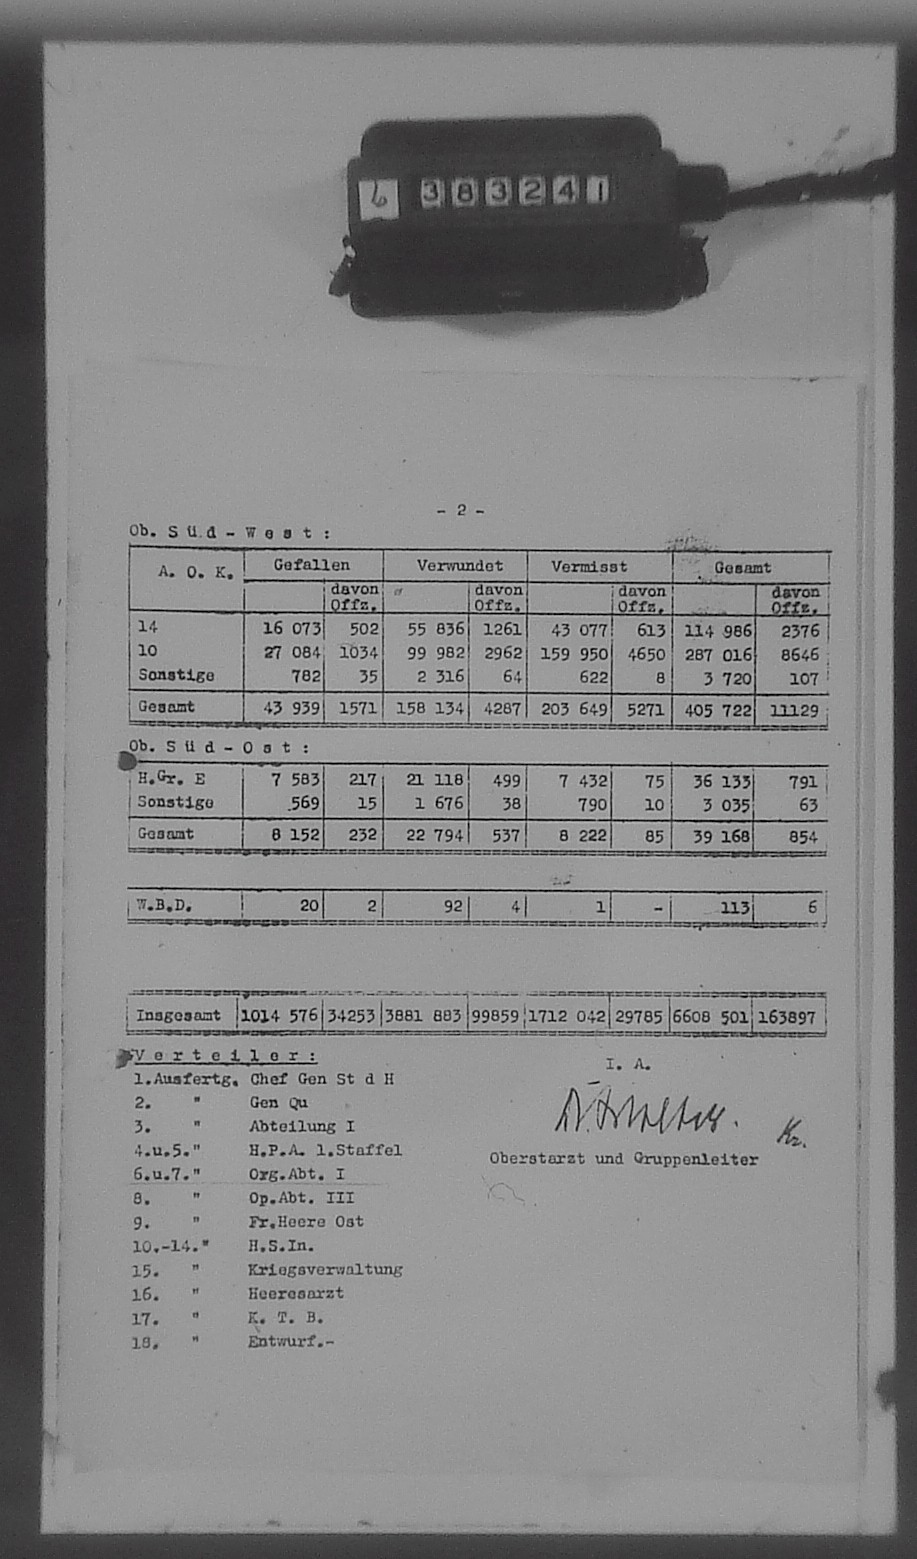 6 383241
- 2 -
Ob. Süd-West:
A. O. K. Gefallen Verwundet Vermisst Gesamt
davon Offz. davon Offz. davon Offz. davon Offz.
14 16 073 502 55 836 1261 43 077 613 114 986 2376
10 27 084 1034 99 982 2962 159 950 4650 287 016 8646
Sonstige 782 35 2 316 64 622 8 3 720 107
Gesamt 43 939 1571 158 134 4287 203 649 5271 405 722 11129
Ob. Süd-Ost:
H.Gr. E 7 583 217 21 118 499 7 432 75 36 133 791
Sonstige 569 15 1 676 38 790 10 3 035 63
Gesamt 8 152 232 22 794 537 8 222 85 39 168 854
W.B.D. 20 2 92 4 1 - 113 6
Insgesamt 1014 576 34253 3881 883 99859 1712 042 29785 6608 501 163897
Verteiler:
I. A.
1.Ausfertg. Chef Gen St d H
2. " Gen Qu
3. " Abteilung I
Kr.
4.u.5." H.P.A. 1.Staffel
Oberstarzt und Gruppenleiter
6.u.7." Org.Abt. I
8. " Op.Abt. III
9. " Fr.Heere Ost
10.-14." H.S.In.
15. " Kriegsverwaltung
16. " Heeresarzt
17. " K. T. B.
18. " Entwurf.-